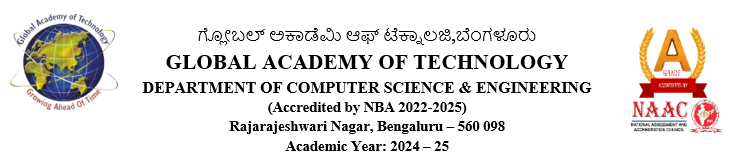 Global Academy of Technology
Growing Ahead Of Time
ಗ್ಲೋಬಲ್ ಅಕಾಡೆಮಿ ಆಫ್ ಟೆಕ್ನಾಲಜಿ,ಬೆಂಗಳೂರು
GLOBAL ACADEMY OF TECHNOLOGY
DEPARTMENT OF COMPUTER SCIENCE & ENGINEERING
(Accredited by NBA 2022-2025)
Rajarajeshwari Nagar, Bengaluru – 560 098
Academic Year: 2024 – 25
A
GRADE
ACCREDITED BY
NAAC
NATIONAL ASSESSMENT AND
ACCREDITATION COUNCIL